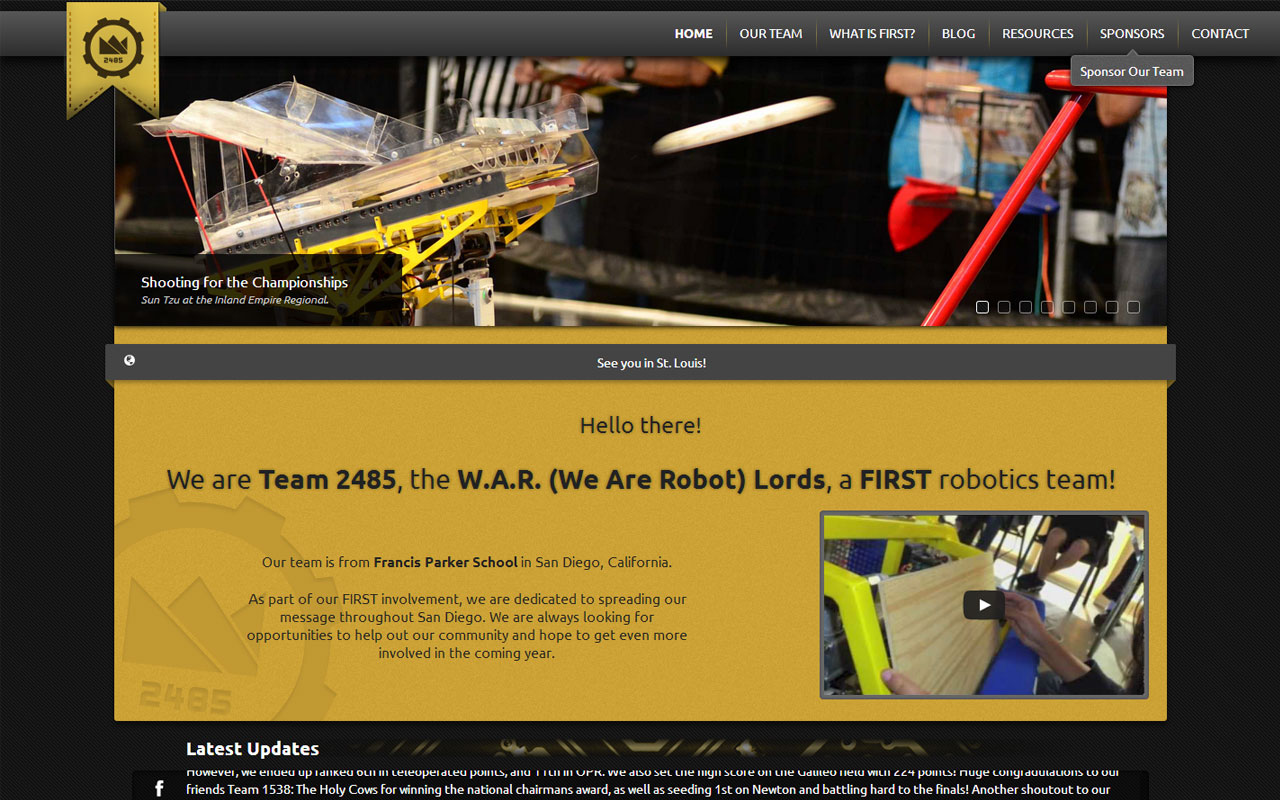 HOME OUR TEAM WHAT IS FIRST? BLOG RESOURCES SPONSORS CONTACT
2485
Sponsor Our Team
Shooting for the Championships
Sun Tzu at the Inland Empire Regional.
See you in St. Louis!
Hello there!
We are Team 2485, the W.A.R. (We Are Robot) Lords, a FIRST robotics team!
Our team is from Francis Parker School in San Diego, California.
As part of our FIRST involvement, we are dedicated to spreading our
message throughout San Diego. We are always looking for
opportunities to help out our community and hope to get even more
involved in the coming year.
2485
Latest Updates
However, we ended up ranked 6th in teleoperated points, and 11th in OPR. We also set the high score on the Galileo field with 224 points! Huge congratulations to our
friends Team 1538: The Holy Cows for winning the national chairmans award, as well as seeding 1st on Newton and battling hard to the finals! Another shoutout to our